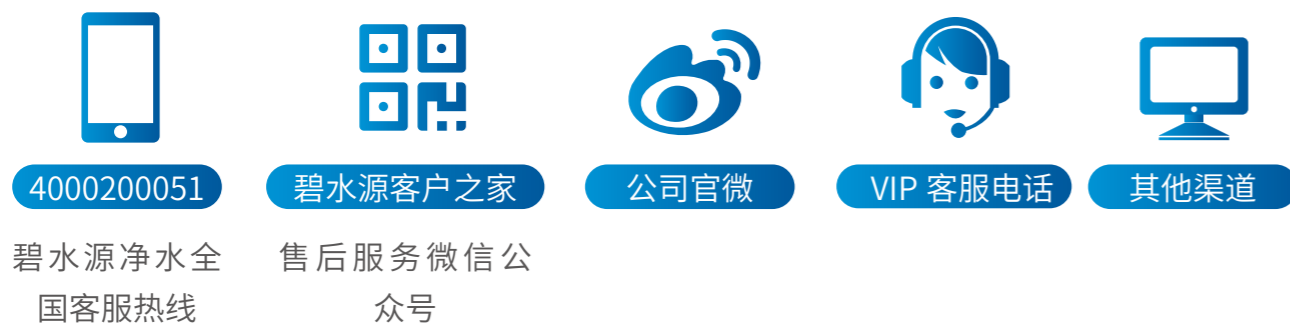 4000200051
碧水源客户之家
公司官微
VIP 客服电话
其他渠道
碧水源净水全
国客服热线
售后服务微信公
众号